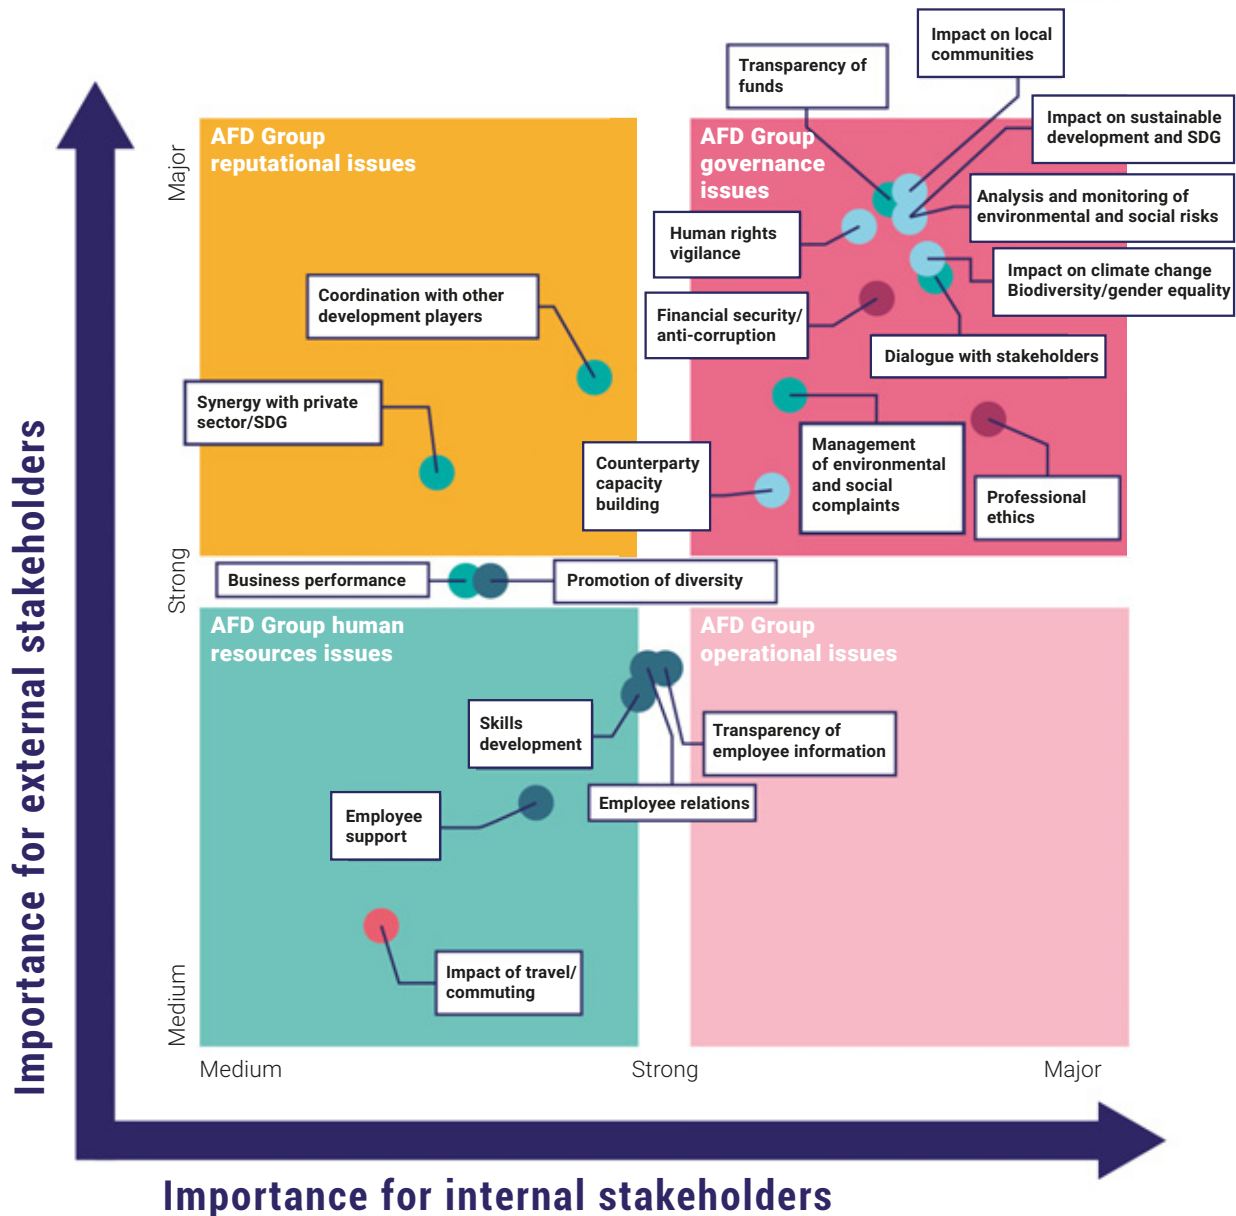 Impact on local
communities
Transparency of
funds
Impact on sustainable
development and SDG
AFD Group
reputational issues
AFD Group
governance
issues
Major
Analysis and monitoring of
environmental and social risks
Human rights
vigilance
Impact on climate change
Biodiversity/gender equality
Coordination with other
development players
Financial security/
anti-corruption
Dialogue with stakeholders
Synergy with private
sector/SDG
Counterparty
capacity
building
Management
of environmental
and social
complaints
Professional
ethics
Strong
Business performance
Promotion of diversity
AFD Group human
resources issues
AFD Group
operational issues
Skills
development
Transparency of
employee information
Employee relations
Employee
support
Impact of travel/
commuting
Medium
Medium
Strong
Major
Importance for external stakeholders
Importance for internal stakeholders